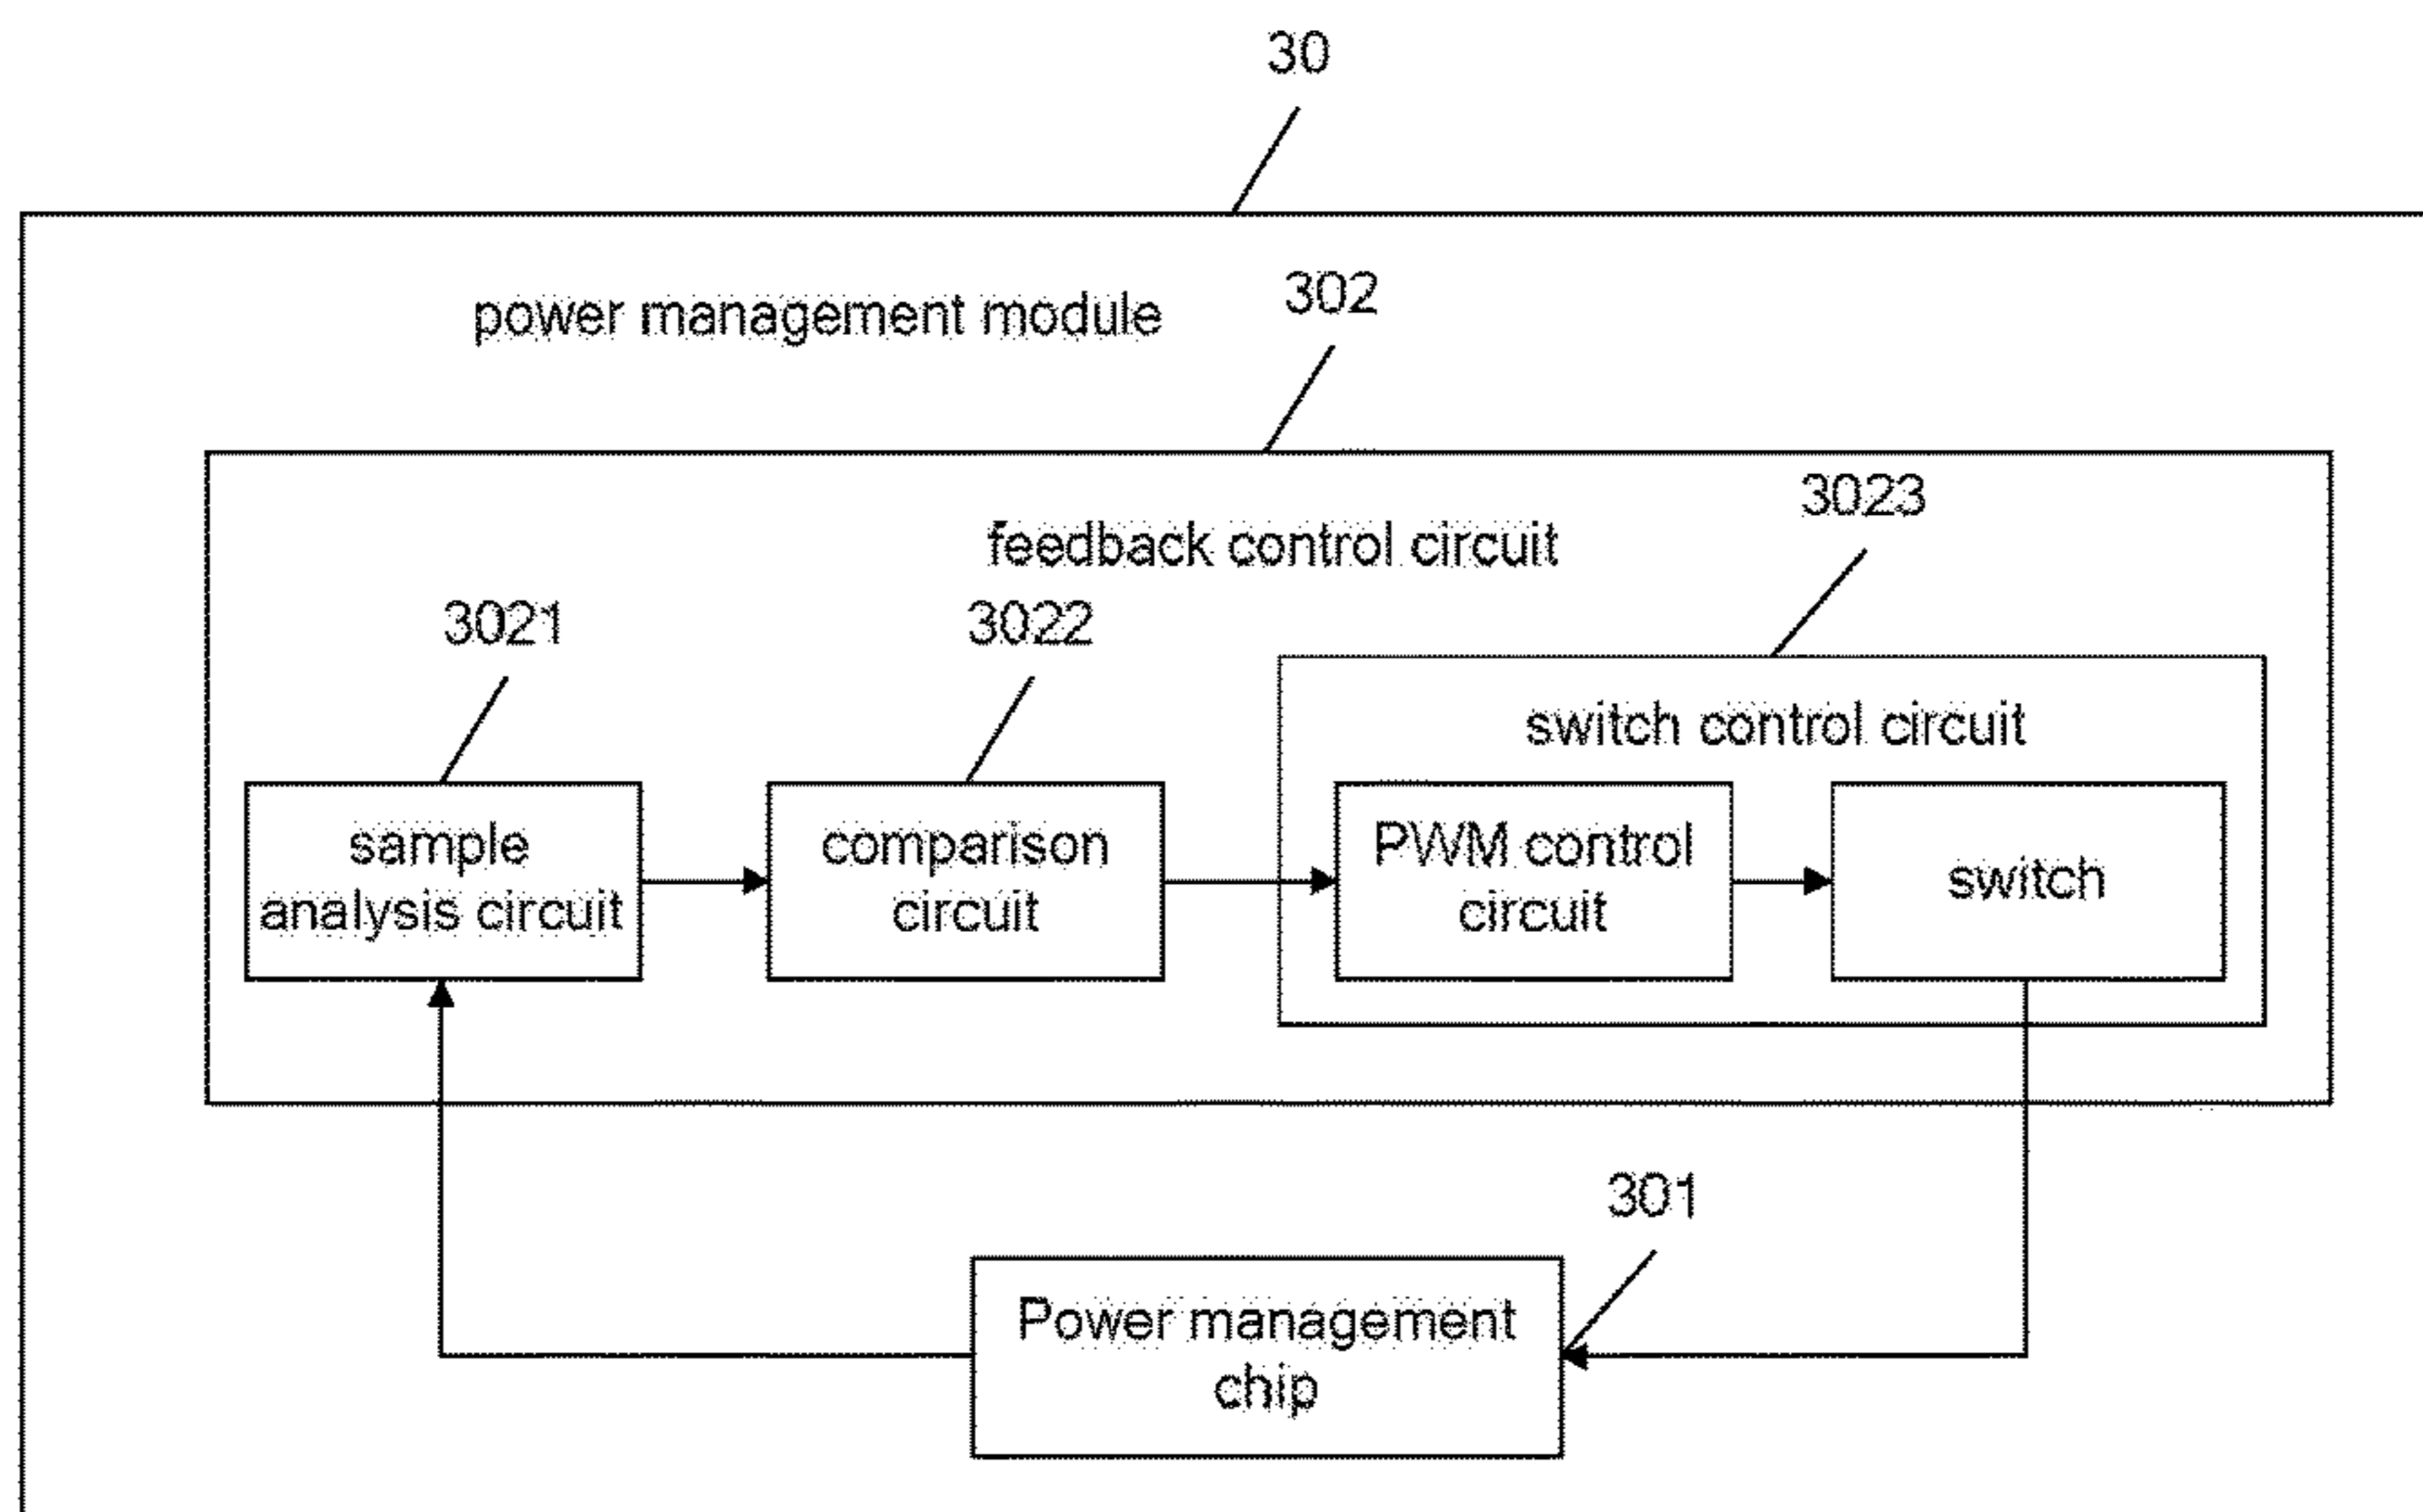 30
power management module
302
feedback control circuit
3023
3021
3022
switch control circuit
sample
analysis circuit
comparison
circuit
PWM control
circuit
switch
301
Power management
chip